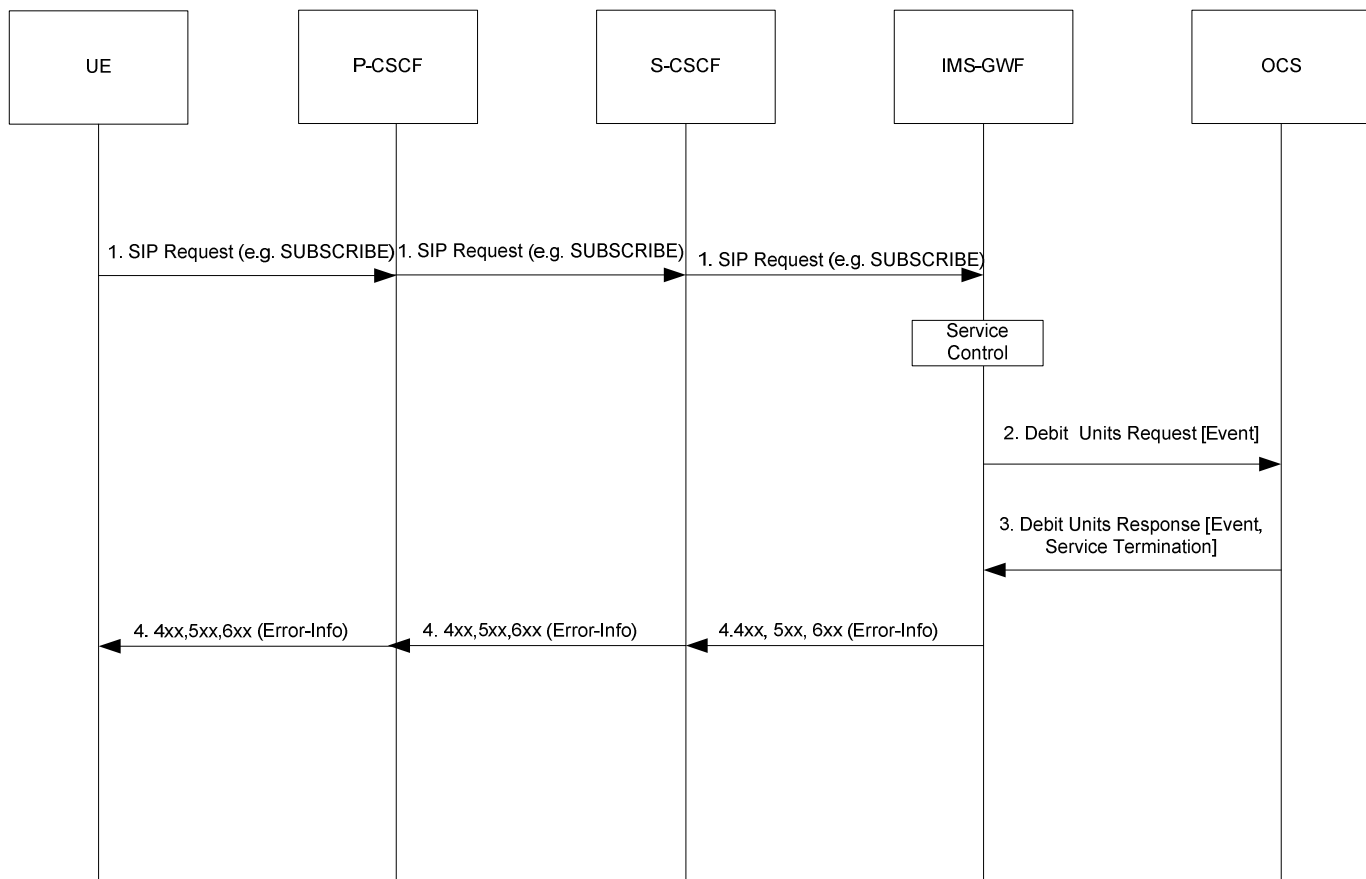 UE
P-CSCF
S-CSCF
IMS-GWF
OCS
1. SIP Request (e.g. SUBSCRIBE)
1. SIP Request (e.g. SUBSCRIBE)
1. SIP Request (e.g. SUBSCRIBE)
Service
Control
2. Debit Units Request [Event]
3. Debit Units Response [Event,
Service Termination]
4. 4xx,5xx,6xx (Error-Info)
4. 4xx,5xx,6xx (Error-Info)
4.4xx, 5xx, 6xx (Error-Info)